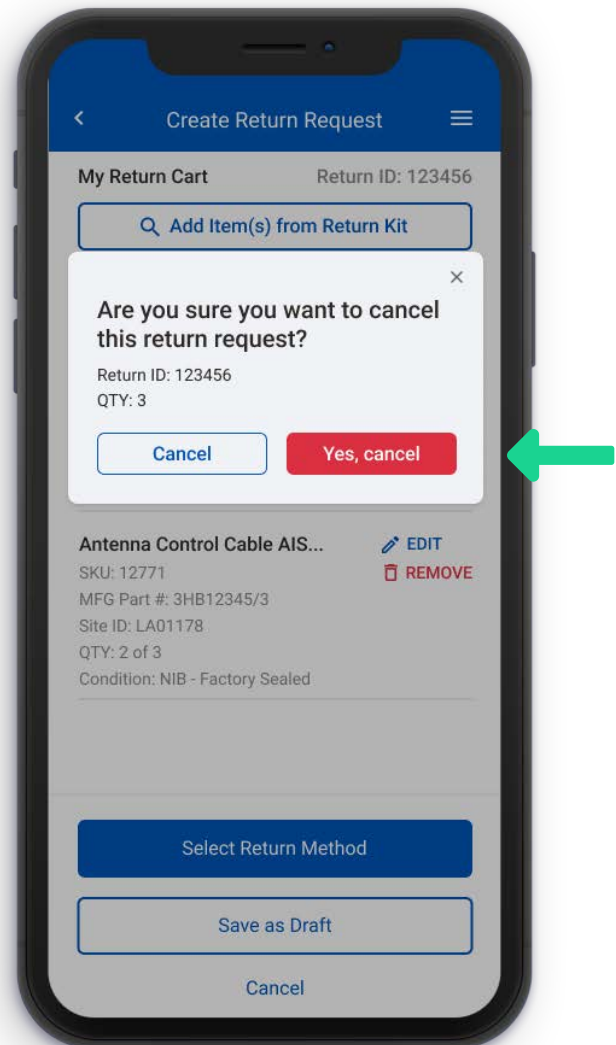 Create Return Request
My Return Cart Return ID: 123456
Add Item(s) from Return Kit
Are you sure you want to cancel
this return request?
Return ID: 123456
QTY: 3
Cancel Yes, cancel
Antenna Control Cable AIS... EDIT
SKU: 12771 REMOVE
MFG Part #: 3HB12345/3
Site ID: LA01178
QTY: 2 of 3
Condition: NIB - Factory Sealed
Select Return Method
Save as Draft
Cancel